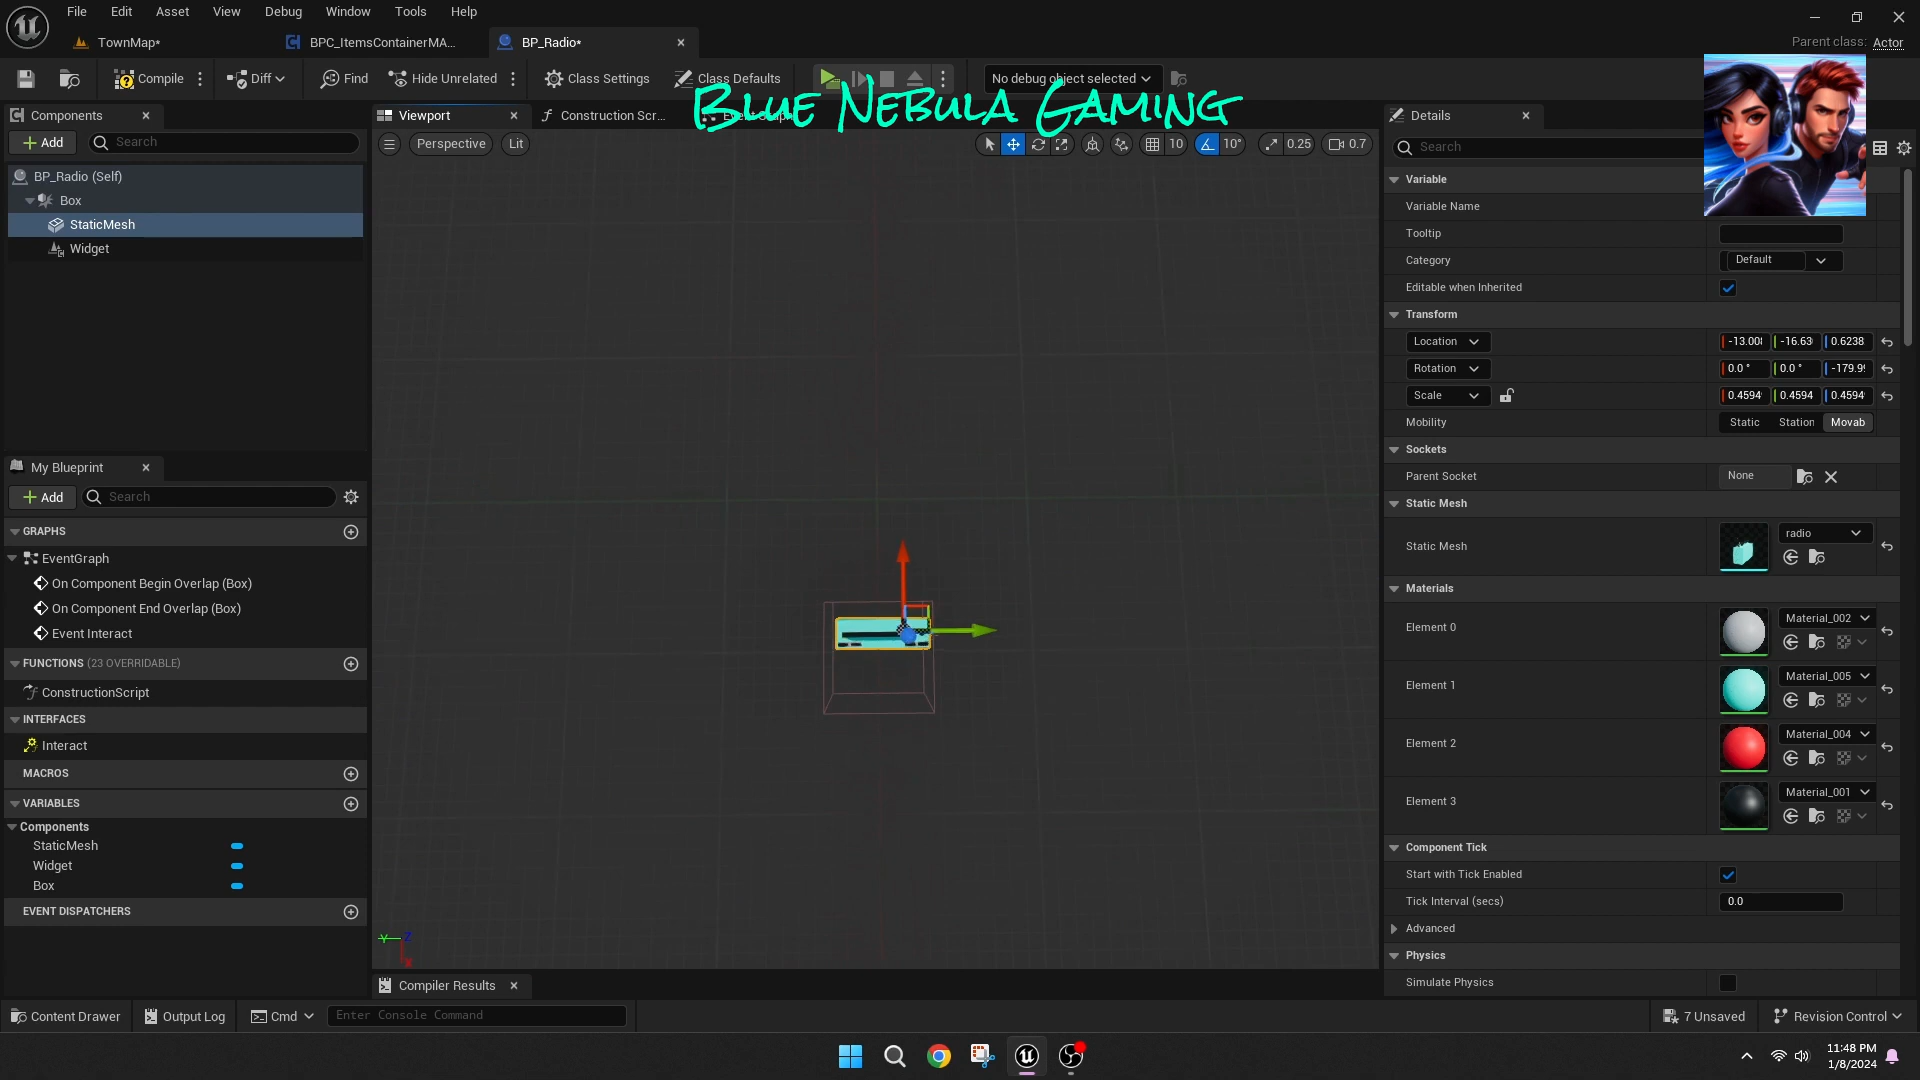 File Edit Asset View Debug Window Tools Help
TownMap* BPC_ItemsContainerMA... BP_Radio* Parent class: Actor
Compile Diff Find Hide Unrelated Class Settings Class Defaults No debug object selected
Blue Nebula Gaming
Components
Add Search
BP_Radio (Self)
Box
StaticMesh
Widget
Viewport Construction Scr...
Perspective Lit 10 10° 0.25 0.7
My Blueprint
Add Search
GRAPHS
EventGraph
On Component Begin Overlap (Box)
On Component End Overlap (Box)
Event Interact
FUNCTIONS (23 OVERRIDABLE)
ConstructionScript
INTERFACES
Interact
MACROS
VARIABLES
Components
StaticMesh
Widget
Box
EVENT DISPATCHERS
Y Z
X
Compiler Results
Details
Search
Variable
Variable Name
Tooltip
Category Default
Editable when Inherited
Transform
Location -13.008 -16.63 0.6238
Rotation 0.0 ° 0.0 ° -179.9
Scale 0.4594 0.4594 0.4594
Mobility Static Station Movab
Sockets
Parent Socket None
Static Mesh
Static Mesh radio
Materials
Element 0 Material_002
Element 1 Material_005
Element 2 Material_004
Element 3 Material_001
Component Tick
Start with Tick Enabled
Tick Interval (secs) 0.0
Advanced
Physics
Simulate Physics
Content Drawer Output Log Cmd Enter Console Command 7 Unsaved Revision Control
11:48 PM
1/8/2024